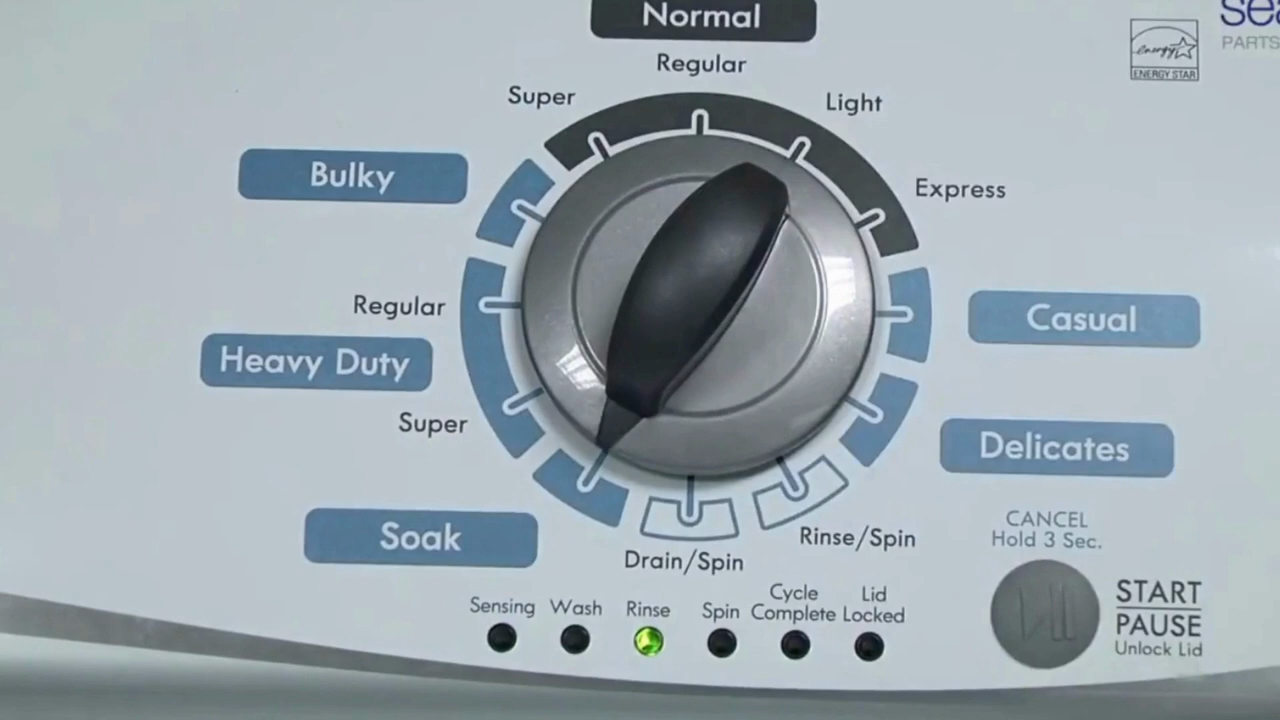 Normal
Regular
Super
Light
energy
ENERGY STAR
PARTS
Bulky
Express
Regular
Casual
Heavy Duty
Super
Delicates
Soak
Drain/Spin
Rinse/Spin
CANCEL
Hold 3 Sec.
Sensing
Wash
Rinse
Spin
Cycle
Complete
Lid
Locked
START
PAUSE
Unlock Lid